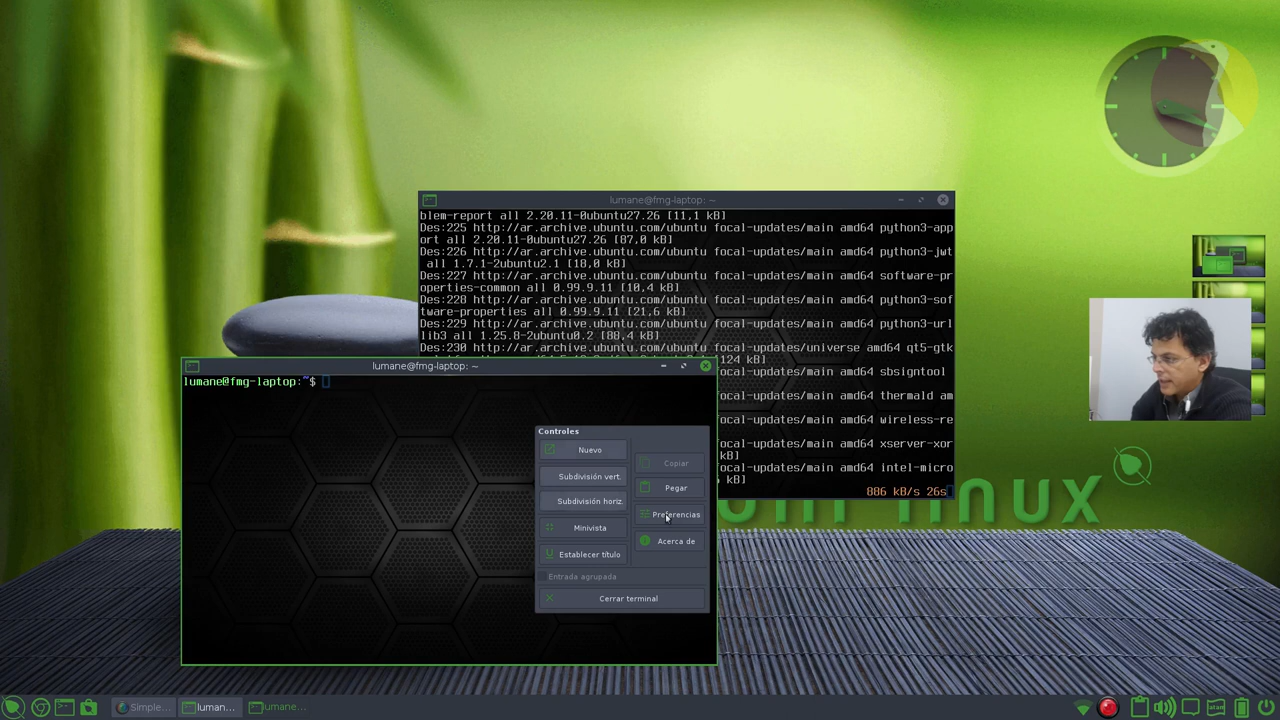 lumane@fmg-laptop: ~
blem-report all 2.20.11-0ubuntu27.26 [11,1 kB]
Des:225 http://ar.archive.ubuntu.com/ubuntu focal-updates/main amd64 python3-app
ort all 2.20.11-0ubuntu27.26 [87,0 kB]
Des:226 http://ar.archive.ubuntu.com/ubuntu focal-updates/main amd64 python3-jwt
all 1.7.1-2ubuntu2.1 [18,0 kB]
Des:227 http://ar.archive.ubuntu.com/ubuntu focal-updates/main amd64 software-pr
operties-common all 0.99.9.11 [10,4 kB]
Des:228 http://ar.archive.ubuntu.com/ubuntu focal-updates/main amd64 python3-sof
tware-properties all 0.99.9.11 [21,6 kB]
Des:229 http://ar.archive.ubuntu.com/ubuntu focal-updates/main amd64 python3-url
lib3 all 1.25.8-2ubuntu0.2 [88,4 kB]
Des:230 http://ar.archive.ubuntu.com/ubuntu focal-updates/universe amd64 qt5-gtk
[124 kB]
ocal-updates/main amd64 sbsigntool
ocal-updates/main amd64 thermald am
ocal-updates/main amd64 wireless-re
ocal-updates/main amd64 xserver-xor
kB]
ocal-updates/main amd64 intel-micro
kB]
886 kB/s 26s
lumane@fmg-laptop: ~
lumane@fmg-laptop:~$
Controles
Nuevo
Copiar
Subdivisión vert.
Pegar
Subdivisión horiz.
Preferencias
Minivista
Acerca de
Establecer título
Entrada agrupada
Cerrar terminal
linux
Simple...
luman...
lumane...